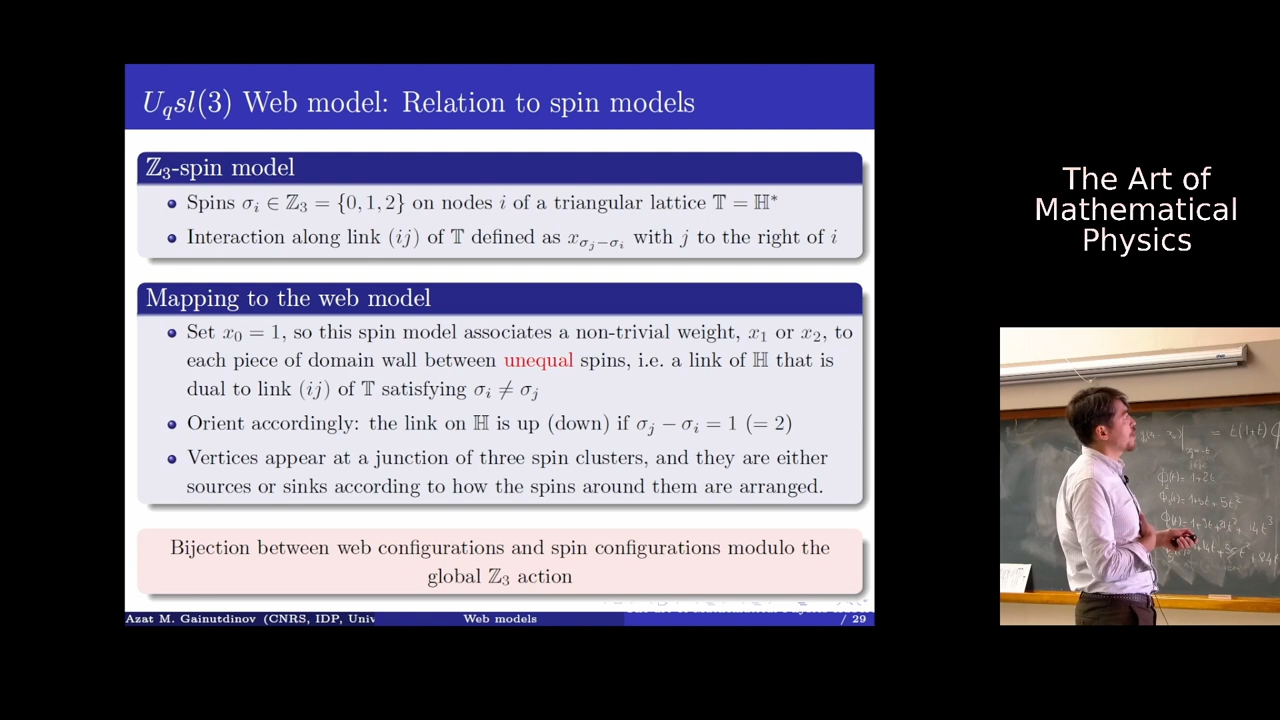 U_q sl(3) Web model: Relation to spin models
ℤ₃-spin model
Spins σ_i ∈ ℤ₃ = {0, 1, 2} on nodes i of a triangular lattice 𝕋 = ℍ*
Interaction along link (ij) of 𝕋 defined as x_{σ_j−σ_i} with j to the right of i
Mapping to the web model
Set x₀ = 1, so this spin model associates a non-trivial weight, x₁ or x₂, to
each piece of domain wall between unequal spins, i.e. a link of ℍ that is
dual to link (ij) of 𝕋 satisfying σ_i ≠ σ_j
Orient accordingly: the link on ℍ is up (down) if σ_j − σ_i = 1 (= 2)
Vertices appear at a junction of three spin clusters, and they are either
sources or sinks according to how the spins around them are arranged.
Bijection between web configurations and spin configurations modulo the
global ℤ₃ action
Azat M. Gainutdinov (CNRS, IDP, Univ
Web models
/ 29
The Art of
Mathematical
Physics